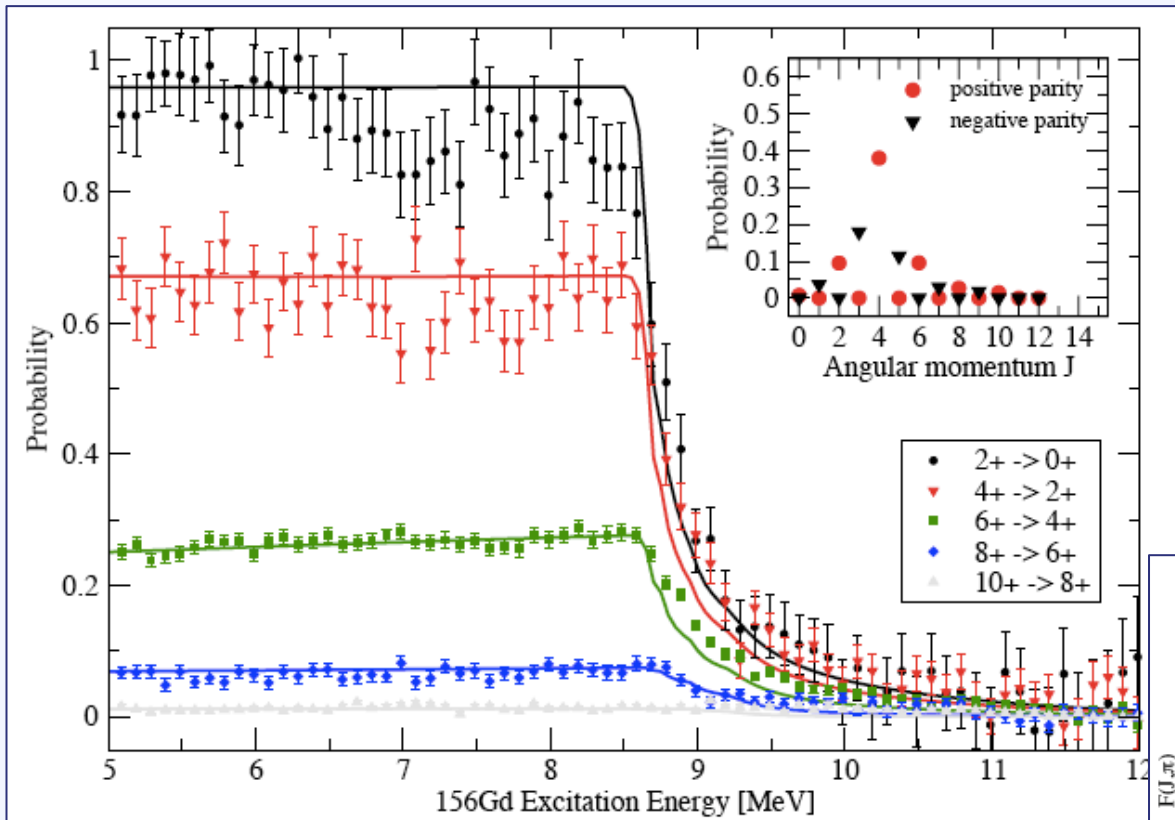 1
0.8
0.6
0.4
0.2
0
Probability
5 6 7 8 9 10 11 12
156Gd Excitation Energy [MeV]
0.6
0.5
0.4
0.3
0.2
0.1
0
Probability
positive parity
negative parity
0 2 4 6 8 10 12 14
Angular momentum J
2+ -> 0+
4+ -> 2+
6+ -> 4+
8+ -> 6+
10+ -> 8+
F(J,π)